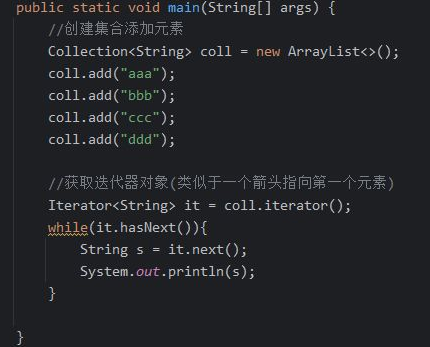 public static void main(String[] args) {
//创建集合添加元素
Collection<String> coll = new ArrayList<>();
coll.add("aaa");
coll.add("bbb");
coll.add("ccc");
coll.add("ddd");
//获取迭代器对象(类似于一个箭头指向第一个元素)
Iterator<String> it = coll.iterator();
while(it.hasNext()){
String s = it.next();
System.out.println(s);
}
}